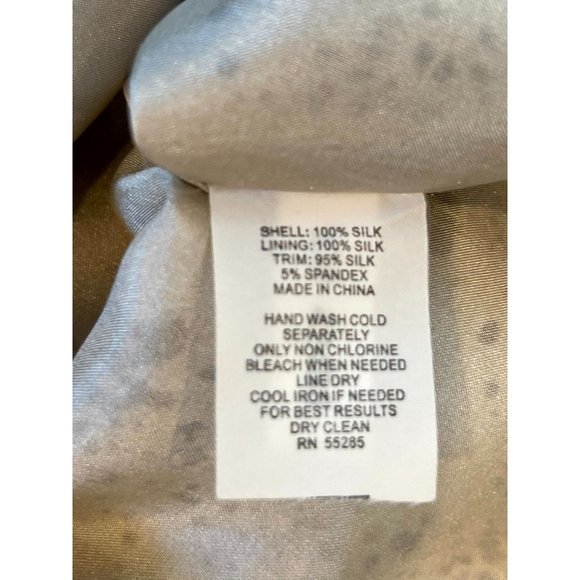 SHELL: 100% SILK
LINING: 100% SILK
TRIM: 95% SILK
5% SPANDEX
MADE IN CHINA
HAND WASH COLD
SEPARATELY
ONLY NON CHLORINE
BLEACH WHEN NEEDED
LINE DRY
COOL IRON IF NEEDED
FOR BEST RESULTS
DRY CLEAN
RN 55285